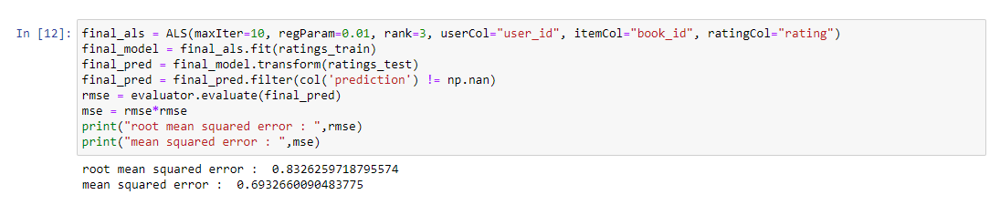 In [12]: final_als = ALS(maxIter=10, regParam=0.01, rank=3, userCol="user_id", itemCol="book_id", ratingCol="rating")
final_model = final_als.fit(ratings_train)
final_pred = final_model.transform(ratings_test)
final_pred = final_pred.filter(col('prediction') != np.nan)
rmse = evaluator.evaluate(final_pred)
mse = rmse*rmse
print("root mean squared error : ",rmse)
print("mean squared error : ",mse)
root mean squared error :  0.8326259718795574
mean squared error :  0.6932660090483775